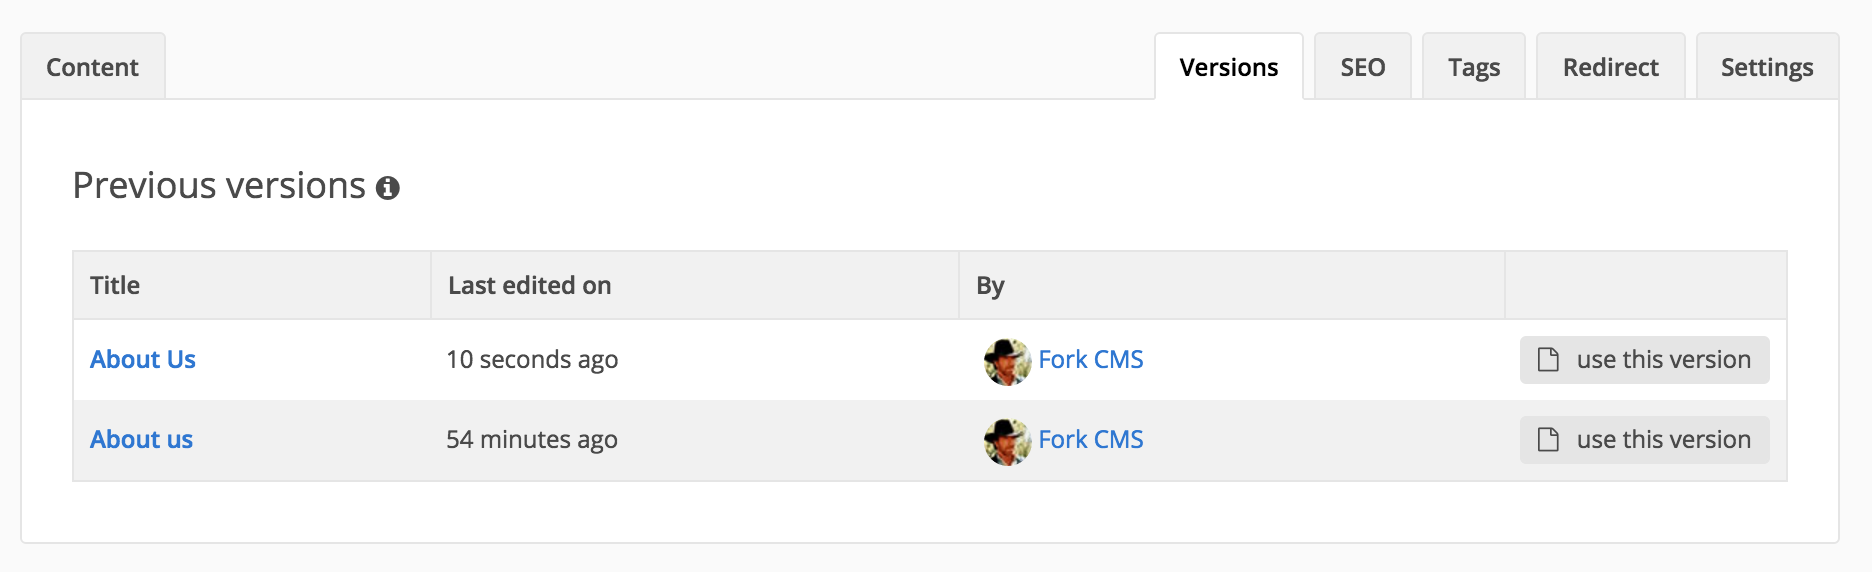 Content Versions SEO Tags Redirect Settings
Previous versions
Title Last edited on By
About Us 10 seconds ago Fork CMS use this version
About us 54 minutes ago Fork CMS use this version